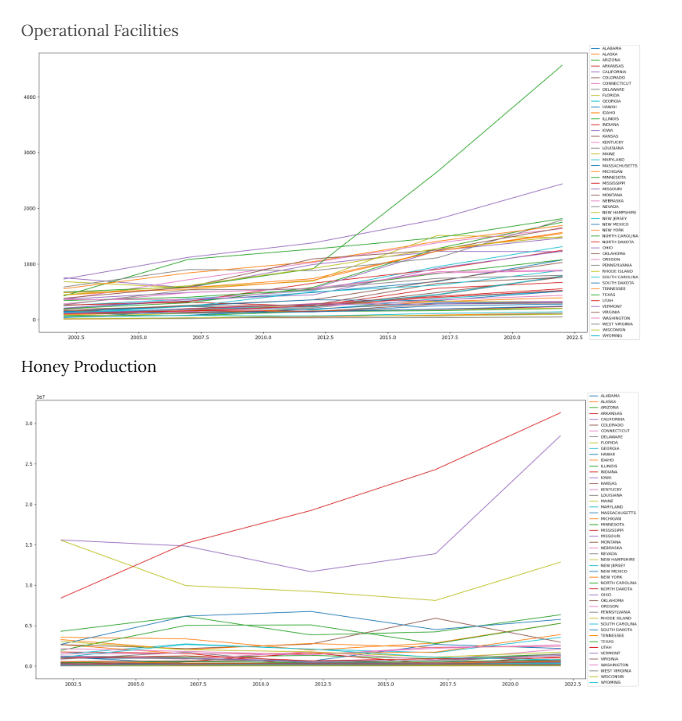 Operational Facilities
4000
3000
2000
1000
0
2002.5
2005.0
2007.5
2010.0
2012.5
2015.0
2017.5
2020.0
2022.5
ALABAMA
ALASKA
ARIZONA
ARKANSAS
CALIFORNIA
COLORADO
CONNECTICUT
DELAWARE
FLORIDA
GEORGIA
HAWAII
IDAHO
ILLINOIS
INDIANA
IOWA
KANSAS
KENTUCKY
LOUISIANA
MAINE
MARYLAND
MASSACHUSETTS
MICHIGAN
MINNESOTA
MISSISSIPPI
MISSOURI
MONTANA
NEBRASKA
NEVADA
NEW HAMPSHIRE
NEW JERSEY
NEW MEXICO
NEW YORK
NORTH CAROLINA
NORTH DAKOTA
OHIO
OKLAHOMA
OREGON
PENNSYLVANIA
RHODE ISLAND
SOUTH CAROLINA
SOUTH DAKOTA
TENNESSEE
TEXAS
UTAH
VERMONT
VIRGINIA
WASHINGTON
WEST VIRGINIA
WISCONSIN
WYOMING
Honey Production
1e7
3.0
2.5
2.0
1.5
1.0
0.5
0.0
2002.5
2005.0
2007.5
2010.0
2012.5
2015.0
2017.5
2020.0
2022.5
ALABAMA
ALASKA
ARIZONA
ARKANSAS
CALIFORNIA
COLORADO
CONNECTICUT
DELAWARE
FLORIDA
GEORGIA
HAWAII
IDAHO
ILLINOIS
INDIANA
IOWA
KANSAS
KENTUCKY
LOUISIANA
MAINE
MARYLAND
MASSACHUSETTS
MICHIGAN
MINNESOTA
MISSISSIPPI
MISSOURI
MONTANA
NEBRASKA
NEVADA
NEW HAMPSHIRE
NEW JERSEY
NEW MEXICO
NEW YORK
NORTH CAROLINA
NORTH DAKOTA
OHIO
OKLAHOMA
OREGON
PENNSYLVANIA
RHODE ISLAND
SOUTH CAROLINA
SOUTH DAKOTA
TENNESSEE
TEXAS
UTAH
VERMONT
VIRGINIA
WASHINGTON
WEST VIRGINIA
WISCONSIN
WYOMING